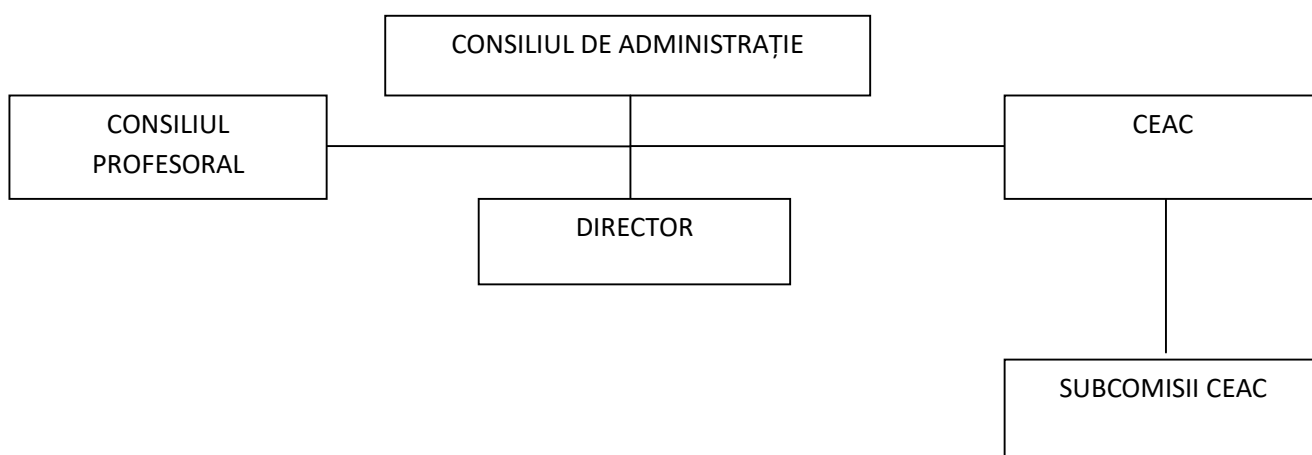 CONSILIUL DE ADMINISTRAȚIE
CONSILIUL
PROFESORAL
CEAC
DIRECTOR
SUBCOMISII CEAC